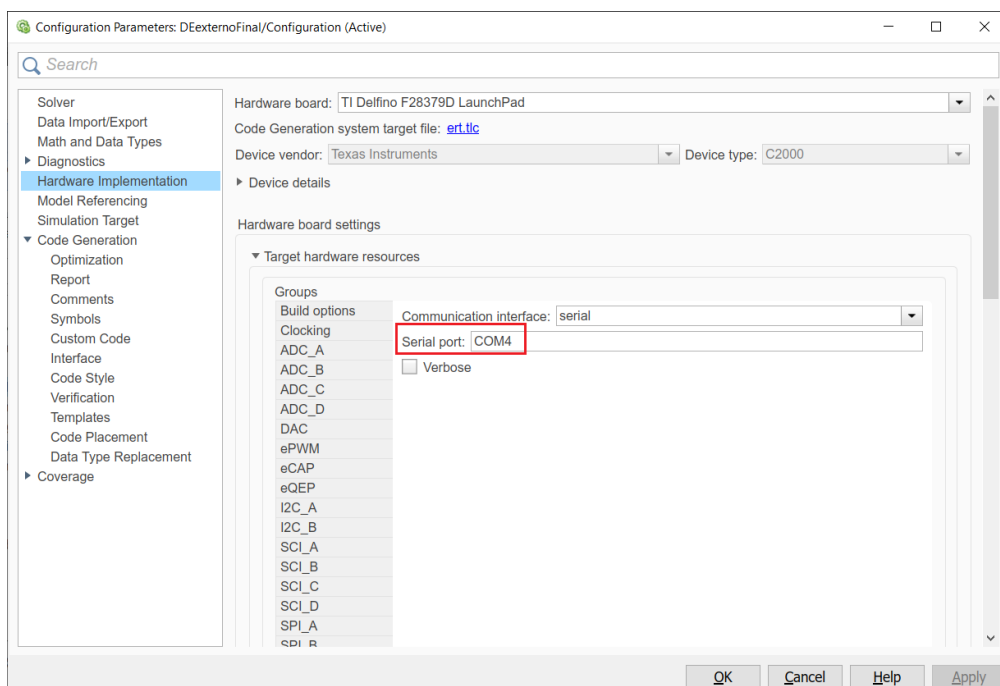 Configuration Parameters: DEexternoFinal/Configuration (Active)
Search
Solver
Data Import/Export
Math and Data Types
Diagnostics
Hardware Implementation
Model Referencing
Simulation Target
Code Generation
Optimization
Report
Comments
Symbols
Custom Code
Interface
Code Style
Verification
Templates
Code Placement
Data Type Replacement
Coverage
Hardware board: TI Delfino F28379D LaunchPad
Code Generation system target file: ert.tlc
Device vendor: Texas Instruments Device type: C2000
Device details
Hardware board settings
Target hardware resources
Groups
Build options
Clocking
ADC_A
ADC_B
ADC_C
ADC_D
DAC
ePWM
eCAP
eQEP
I2C_A
I2C_B
SCI_A
SCI_B
SCI_C
SCI_D
SPI_A
SPI_B
Communication interface: serial
Serial port: COM4
Verbose
OK Cancel Help Apply